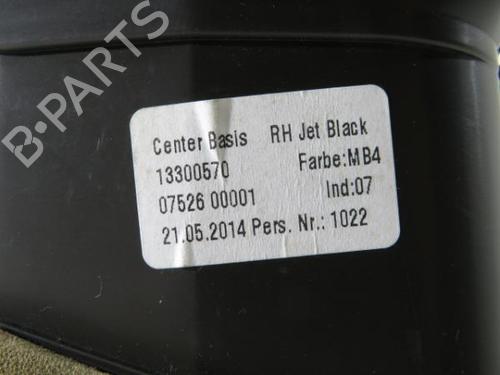 B-PARTS
Center Basis RH Jet Black
13300570 Farbe:MB4
07526 00001 Ind:07
21.05.2014 Pers. Nr.: 1022